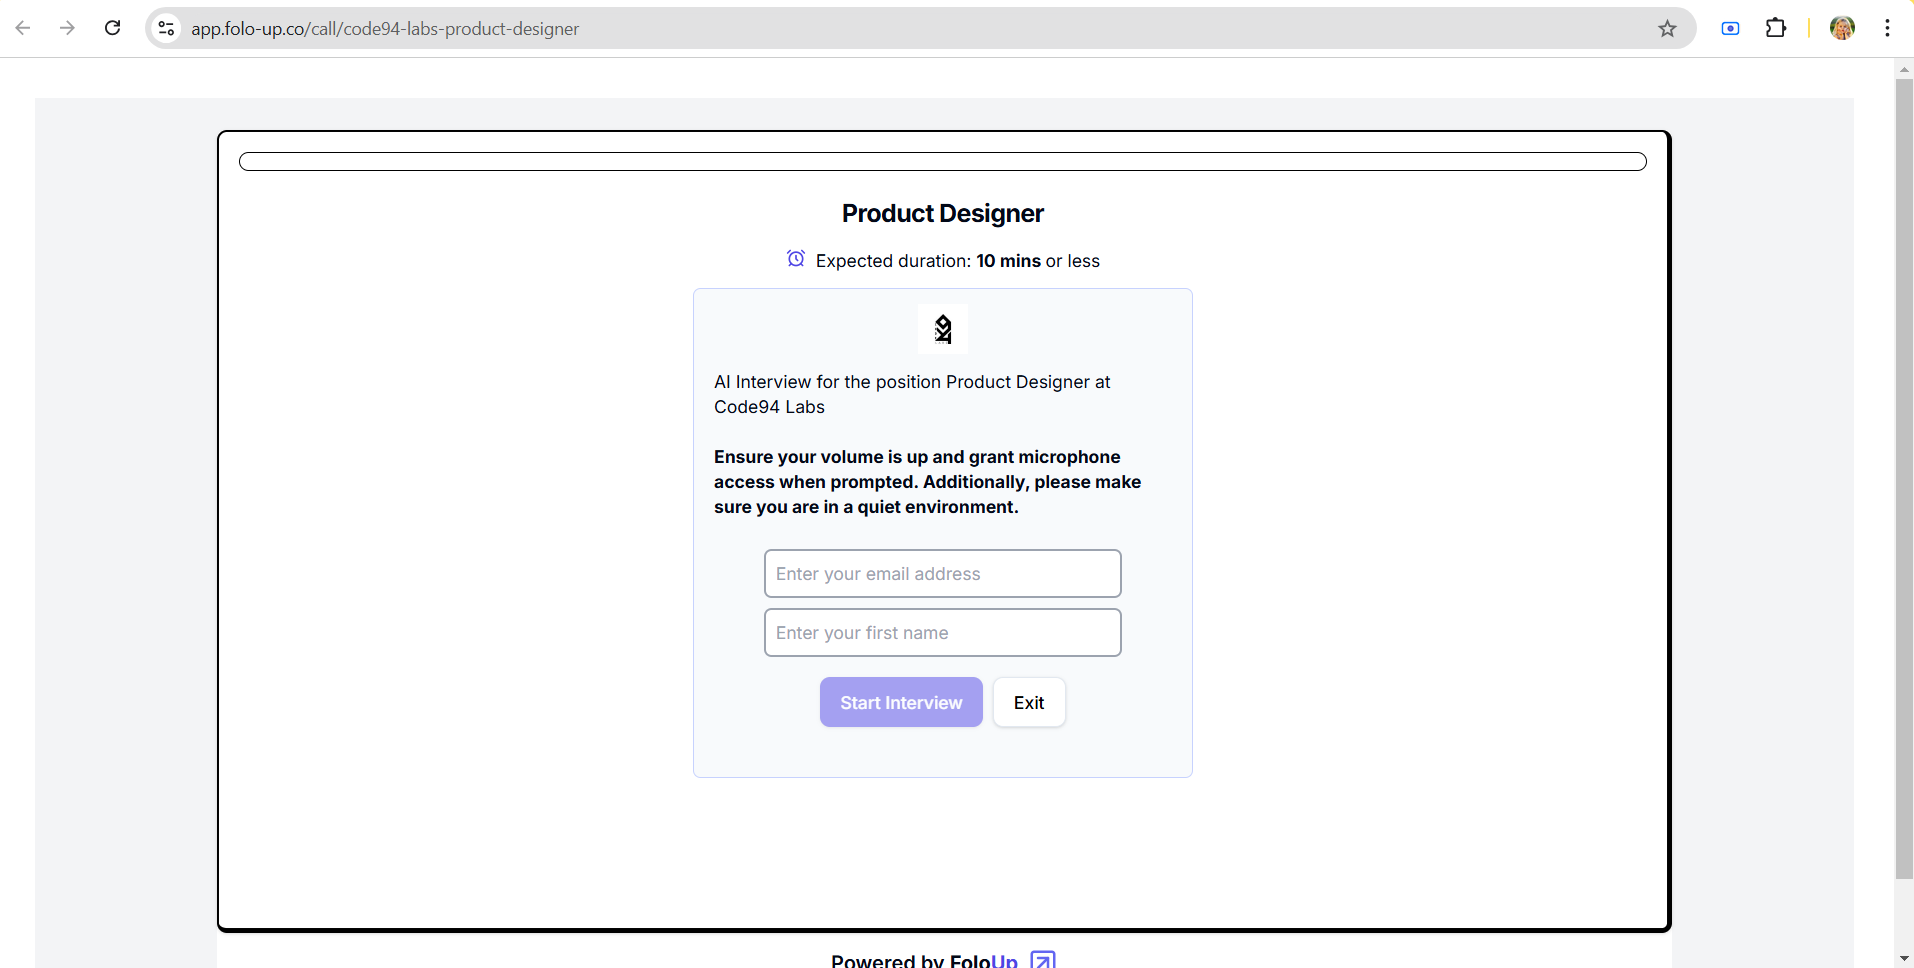 app.folo-up.co/call/code94-labs-product-designer
Product Designer
Expected duration: 10 mins or less
94
AI Interview for the position Product Designer at
Code94 Labs
Ensure your volume is up and grant microphone
access when prompted. Additionally, please make
sure you are in a quiet environment.
Enter your email address
Enter your first name
Start Interview
Exit
Powered by FoloUp